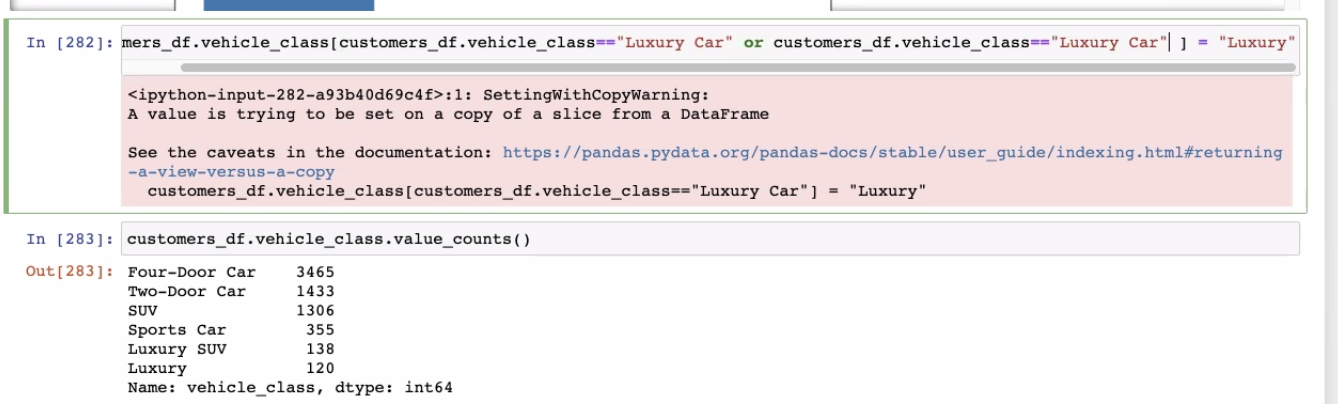 In [282]: mers_df.vehicle_class[customers_df.vehicle_class=="Luxury Car" or customers_df.vehicle_class=="Luxury Car" ] = "Luxury"
<ipython-input-282-a93b40d69c4f>:1: SettingWithCopyWarning:
A value is trying to be set on a copy of a slice from a DataFrame
See the caveats in the documentation: https://pandas.pydata.org/pandas-docs/stable/user_guide/indexing.html#returning
-a-view-versus-a-copy
customers_df.vehicle_class[customers_df.vehicle_class=="Luxury Car"] = "Luxury"
In [283]: customers_df.vehicle_class.value_counts()
Out[283]: Four-Door Car 3465
Two-Door Car 1433
SUV 1306
Sports Car 355
Luxury SUV 138
Luxury 120
Name: vehicle_class, dtype: int64